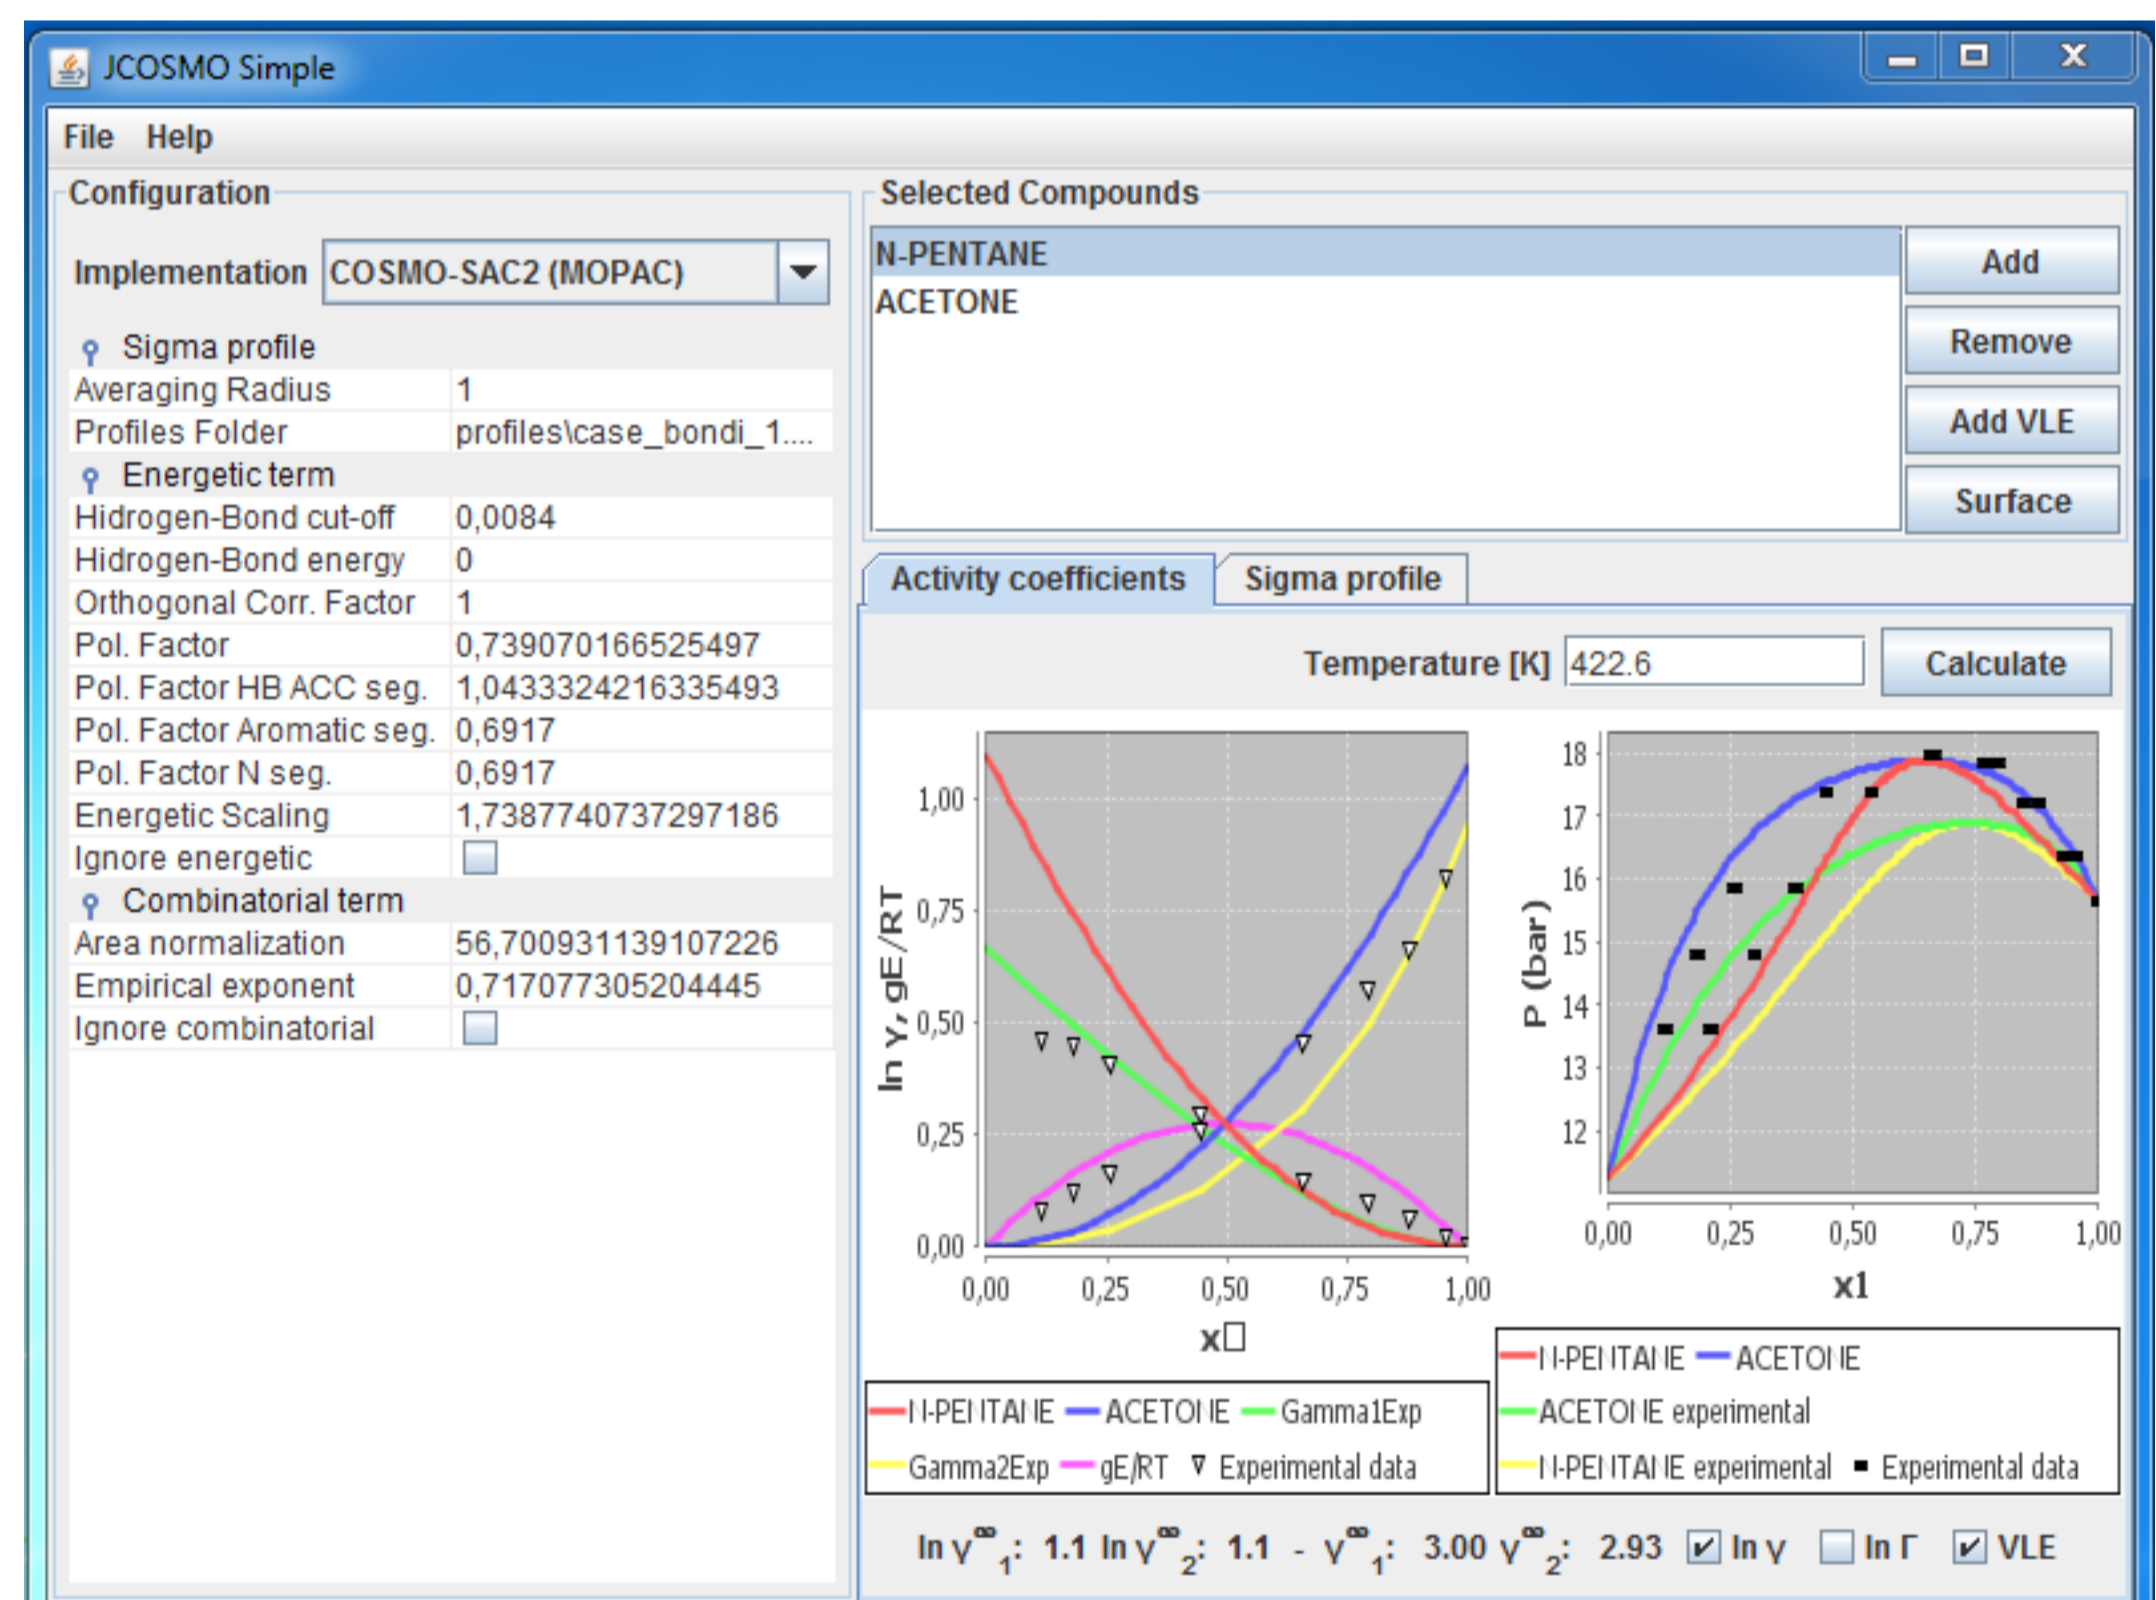 JCOSMO Simple
File Help
Configuration
Implementation COSMO-SAC2 (MOPAC)
Sigma profile
Averaging Radius 1
Profiles Folder profiles\case_bondi_1....
Energetic term
Hidrogen-Bond cut-off 0,0084
Hidrogen-Bond energy 0
Orthogonal Corr. Factor 1
Pol. Factor 0,739070166525497
Pol. Factor HB ACC seg. 1,0433324216335493
Pol. Factor Aromatic seg. 0,6917
Pol. Factor N seg. 0,6917
Energetic Scaling 1,7387740737297186
Ignore energetic
Combinatorial term
Area normalization 56,700931139107226
Empirical exponent 0,717077305204445
Ignore combinatorial
Selected Compounds
N-PENTANE
ACETONE
Add
Remove
Add VLE
Surface
Activity coefficients Sigma profile
Temperature [K] 422.6 Calculate
ln γ, gE/RT
1,00
0,75
0,50
0,25
0,00
0,00 0,25 0,50 0,75 1,00
x□
N-PENTANE ACETONE Gamma1Exp
Gamma2Exp gE/RT Experimental data
P (bar)
18
17
16
15
14
13
12
0,00 0,25 0,50 0,75 1,00
x1
N-PENTANE ACETONE
ACETONE experimental
N-PENTANE experimental Experimental data
ln γ∞1: 1.1 ln γ∞2: 1.1 - γ∞1: 3.00 γ∞2: 2.93 ln γ ln Γ VLE